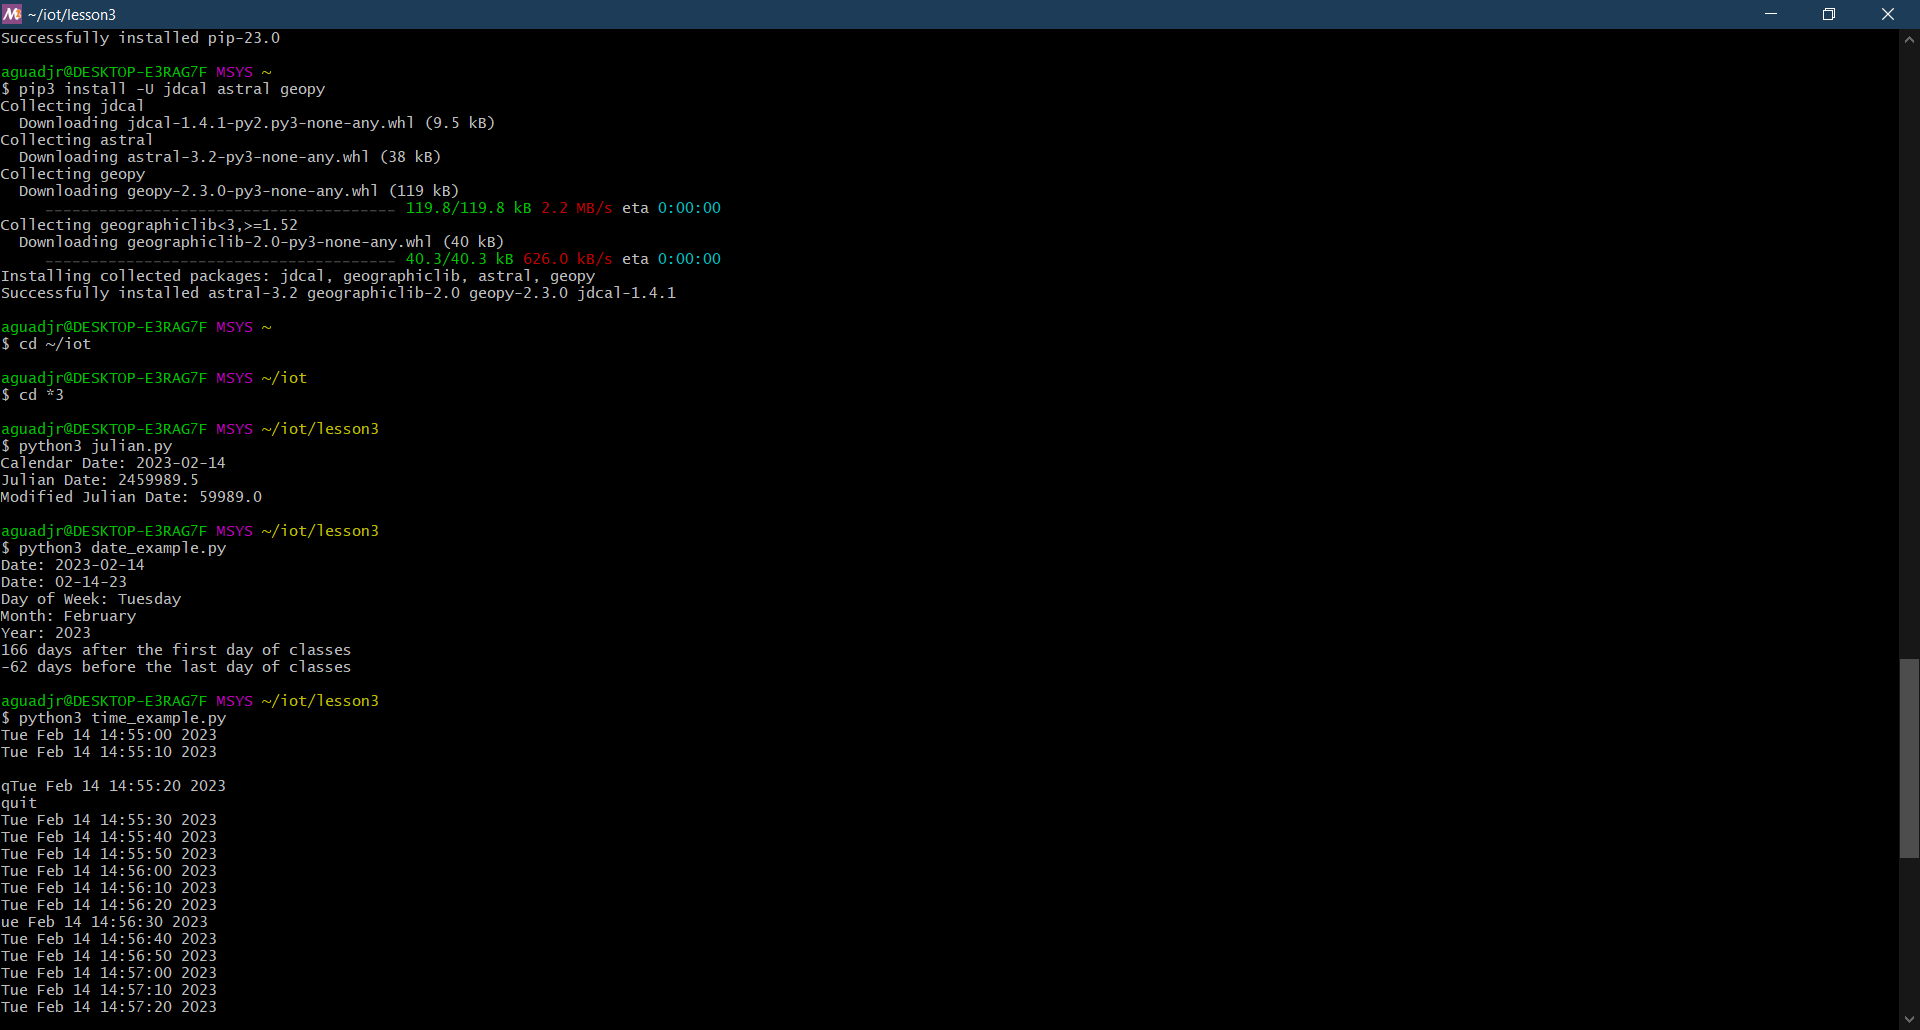 ~/iot/lesson3
Successfully installed pip-23.0
aguadjr@DESKTOP-E3RAG7F MSYS ~
$ pip3 install -U jdcal astral geopy
Collecting jdcal
  Downloading jdcal-1.4.1-py2.py3-none-any.whl (9.5 kB)
Collecting astral
  Downloading astral-3.2-py3-none-any.whl (38 kB)
Collecting geopy
  Downloading geopy-2.3.0-py3-none-any.whl (119 kB)
     --------------------------------------- 119.8/119.8 kB 2.2 MB/s eta 0:00:00
Collecting geographiclib<3,>=1.52
  Downloading geographiclib-2.0-py3-none-any.whl (40 kB)
     --------------------------------------- 40.3/40.3 kB 626.0 kB/s eta 0:00:00
Installing collected packages: jdcal, geographiclib, astral, geopy
Successfully installed astral-3.2 geographiclib-2.0 geopy-2.3.0 jdcal-1.4.1
aguadjr@DESKTOP-E3RAG7F MSYS ~
$ cd ~/iot
aguadjr@DESKTOP-E3RAG7F MSYS ~/iot
$ cd *3
aguadjr@DESKTOP-E3RAG7F MSYS ~/iot/lesson3
$ python3 julian.py
Calendar Date: 2023-02-14
Julian Date: 2459989.5
Modified Julian Date: 59989.0
aguadjr@DESKTOP-E3RAG7F MSYS ~/iot/lesson3
$ python3 date_example.py
Date: 2023-02-14
Date: 02-14-23
Day of Week: Tuesday
Month: February
Year: 2023
166 days after the first day of classes
-62 days before the last day of classes
aguadjr@DESKTOP-E3RAG7F MSYS ~/iot/lesson3
$ python3 time_example.py
Tue Feb 14 14:55:00 2023
Tue Feb 14 14:55:10 2023
qTue Feb 14 14:55:20 2023
quit
Tue Feb 14 14:55:30 2023
Tue Feb 14 14:55:40 2023
Tue Feb 14 14:55:50 2023
Tue Feb 14 14:56:00 2023
Tue Feb 14 14:56:10 2023
Tue Feb 14 14:56:20 2023
ue Feb 14 14:56:30 2023
Tue Feb 14 14:56:40 2023
Tue Feb 14 14:56:50 2023
Tue Feb 14 14:57:00 2023
Tue Feb 14 14:57:10 2023
Tue Feb 14 14:57:20 2023